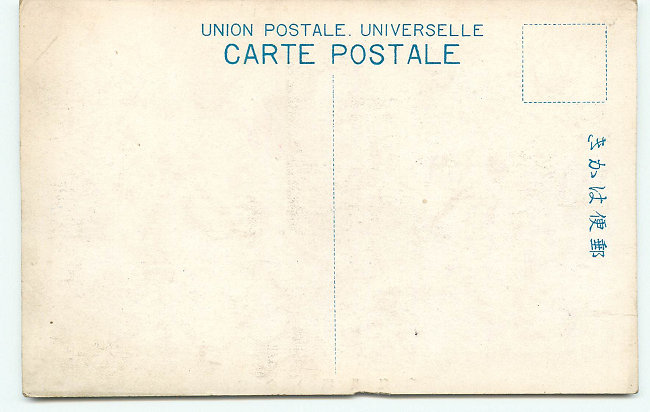 UNION POSTALE. UNIVERSELLE
CARTE POSTALE
郵便はかき